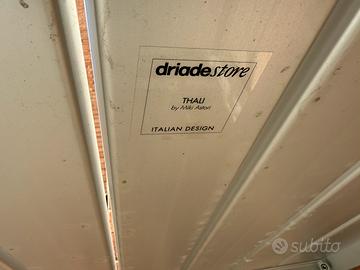 driadestore
THALI
by Miki Astori
ITALIAN DESIGN
subito